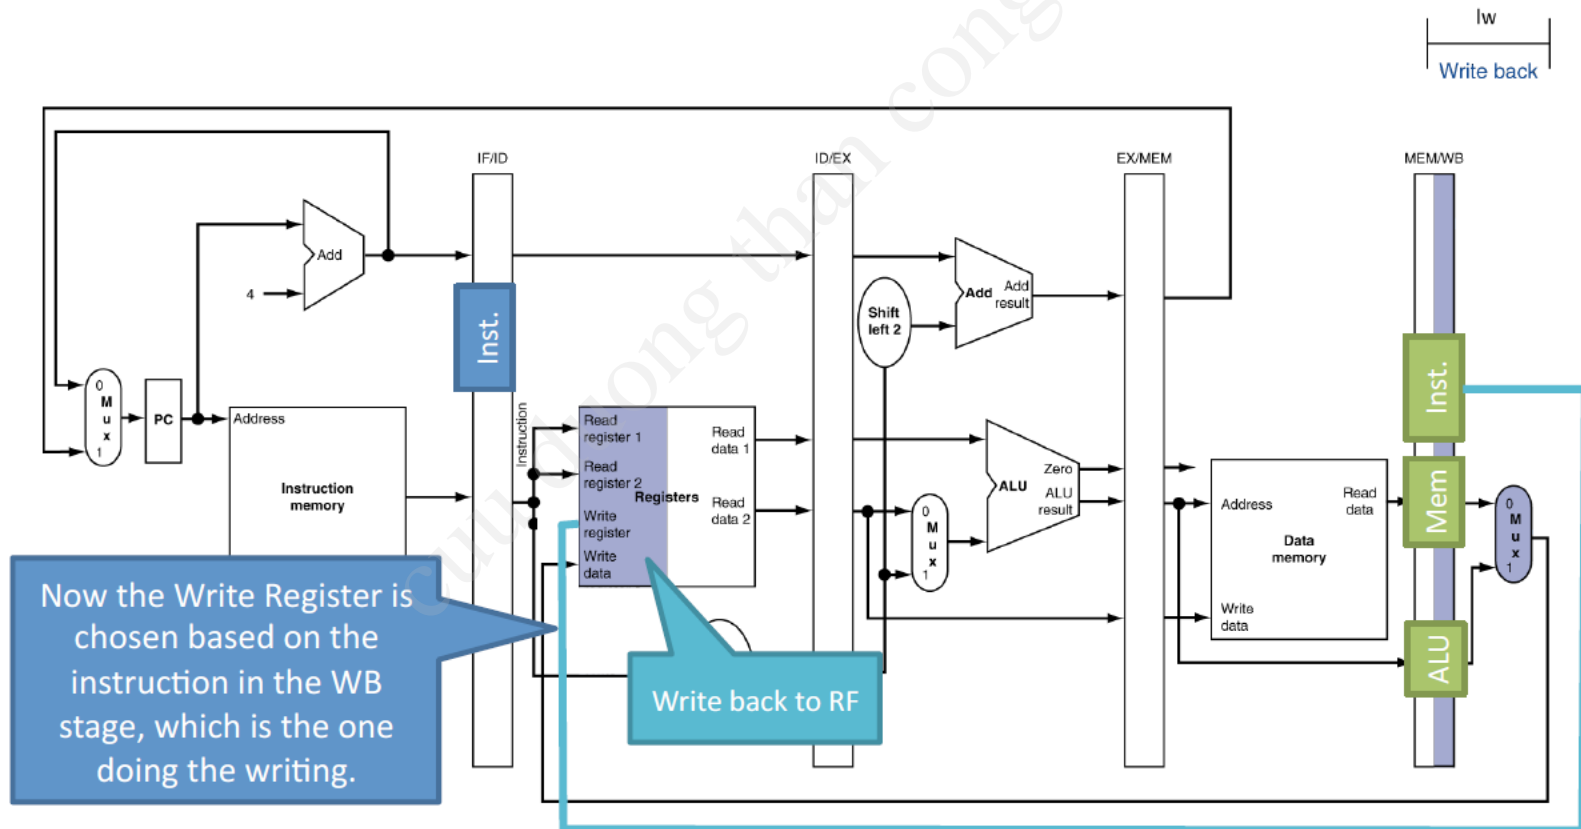 lw
Write back
IF/ID
ID/EX
EX/MEM
MEM/WB
Add
4
Inst.
Shift
left 2
Add
Add
result
Inst.
0
M
u
x
1
PC
Address
Instruction
memory
Instruction
Read
register 1
Read
register 2
Registers
Write
register
Write
data
Read
data 1
Read
data 2
0
M
u
x
1
Zero
ALU
ALU
result
Address
Read
data
Data
memory
Write
data
Mem
ALU
0
M
u
x
1
Now the Write Register is
chosen based on the
instruction in the WB
stage, which is the one
doing the writing.
Write back to RF
cuu duong than cong